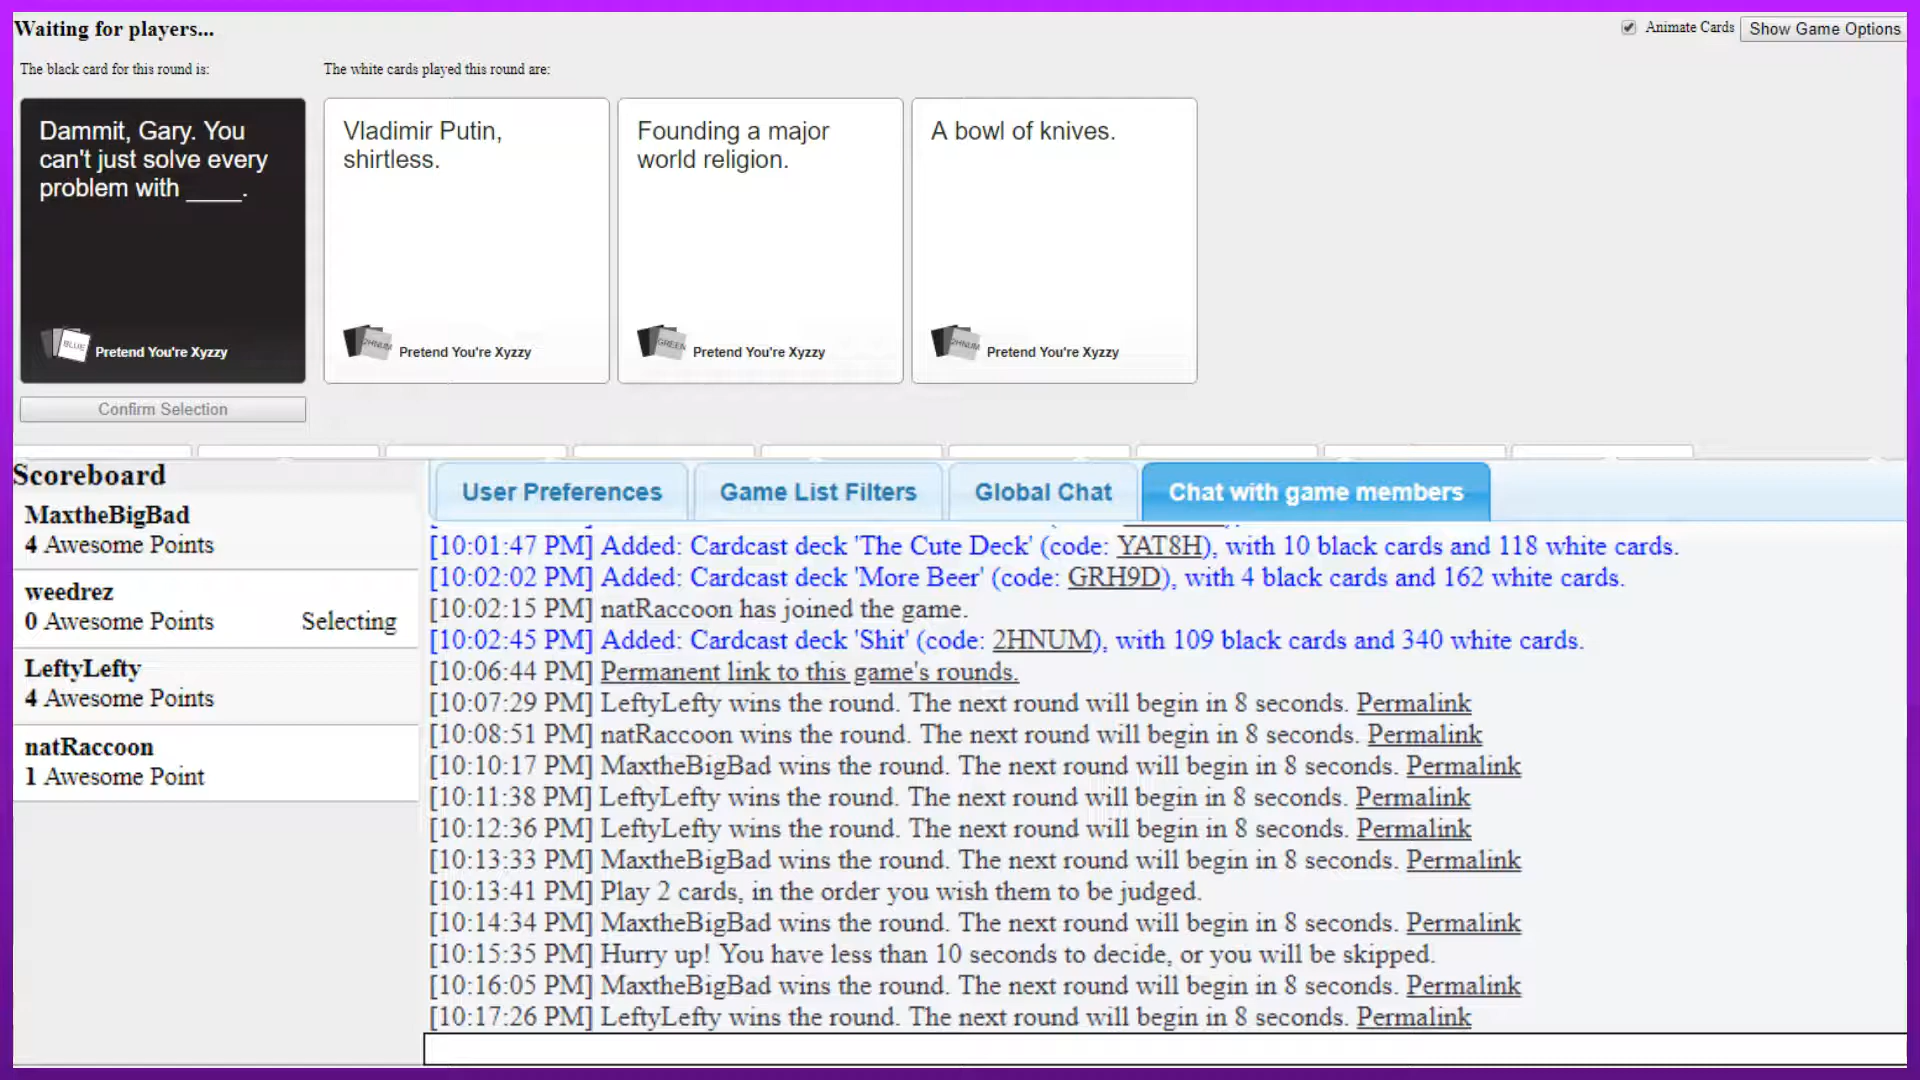 Waiting for players...
Animate Cards
Show Game Options
The black card for this round is:
The white cards played this round are:
Dammit, Gary. You
can't just solve every
problem with ____.
BLUE
Pretend You're Xyzzy
Vladimir Putin,
shirtless.
2HNUM
Pretend You're Xyzzy
Founding a major
world religion.
GREEN
Pretend You're Xyzzy
A bowl of knives.
2HNUM
Pretend You're Xyzzy
Confirm Selection
Scoreboard
MaxtheBigBad
4 Awesome Points
weedrez
0 Awesome Points
Selecting
LeftyLefty
4 Awesome Points
natRaccoon
1 Awesome Point
User Preferences
Game List Filters
Global Chat
Chat with game members
[10:01:47 PM] Added: Cardcast deck 'The Cute Deck' (code: YAT8H), with 10 black cards and 118 white cards.
[10:02:02 PM] Added: Cardcast deck 'More Beer' (code: GRH9D), with 4 black cards and 162 white cards.
[10:02:15 PM] natRaccoon has joined the game.
[10:02:45 PM] Added: Cardcast deck 'Shit' (code: 2HNUM), with 109 black cards and 340 white cards.
[10:06:44 PM] Permanent link to this game's rounds.
[10:07:29 PM] LeftyLefty wins the round. The next round will begin in 8 seconds. Permalink
[10:08:51 PM] natRaccoon wins the round. The next round will begin in 8 seconds. Permalink
[10:10:17 PM] MaxtheBigBad wins the round. The next round will begin in 8 seconds. Permalink
[10:11:38 PM] LeftyLefty wins the round. The next round will begin in 8 seconds. Permalink
[10:12:36 PM] LeftyLefty wins the round. The next round will begin in 8 seconds. Permalink
[10:13:33 PM] MaxtheBigBad wins the round. The next round will begin in 8 seconds. Permalink
[10:13:41 PM] Play 2 cards, in the order you wish them to be judged.
[10:14:34 PM] MaxtheBigBad wins the round. The next round will begin in 8 seconds. Permalink
[10:15:35 PM] Hurry up! You have less than 10 seconds to decide, or you will be skipped.
[10:16:05 PM] MaxtheBigBad wins the round. The next round will begin in 8 seconds. Permalink
[10:17:26 PM] LeftyLefty wins the round. The next round will begin in 8 seconds. Permalink